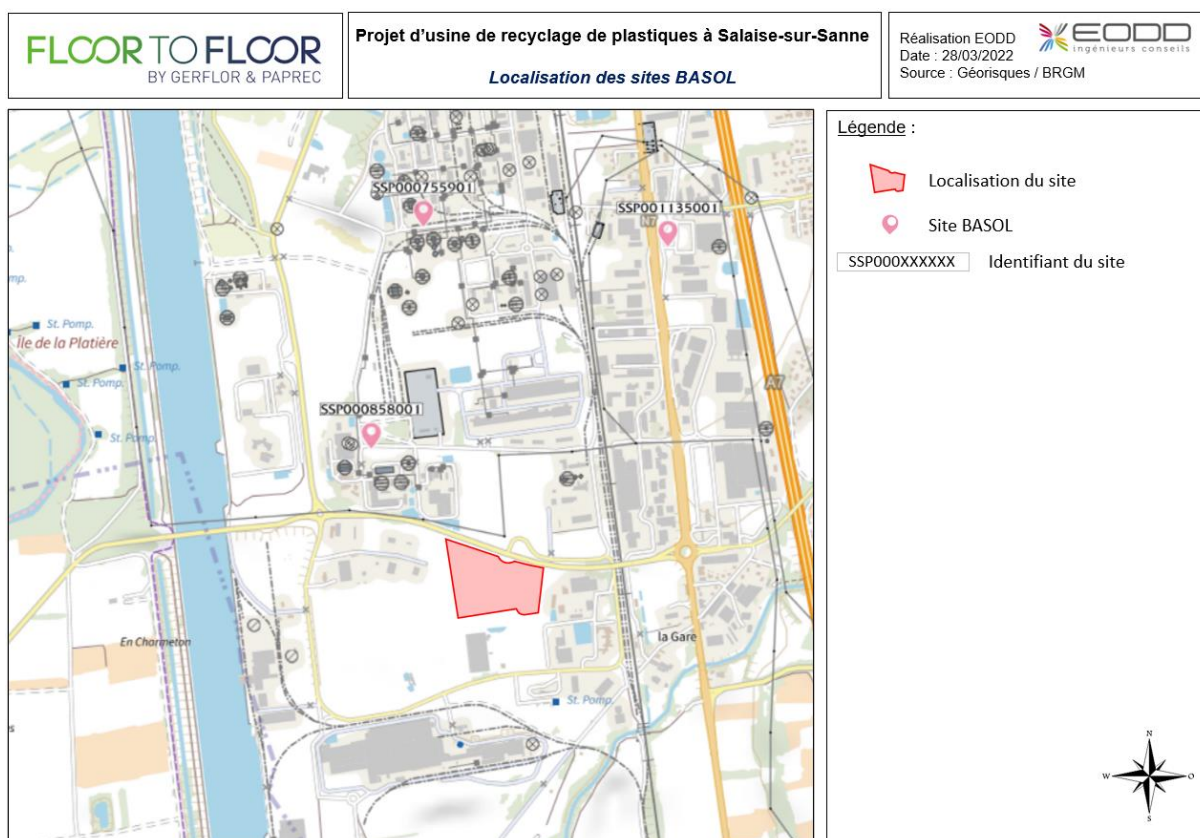 FLOOR TO FLOOR
BY GERFLOR & PAPREC
Projet d'usine de recyclage de plastiques à Salaise-sur-Sanne
Localisation des sites BASOL
Réalisation EODD
Date : 28/03/2022
Source : Géorisques / BRGM
EODD
ingénieurs conseils
SSP000755901
SSP001135001
N7
mp.
St. Pomp.
Île de la Platière
St. Pomp.
St. Pomp.
A7
SSP000858001
St. Pomp.
En Charmeton
la Gare
St. Pomp.
Légende :
Localisation du site
Site BASOL
SSP000XXXXXX
Identifiant du site
N
W
O
S